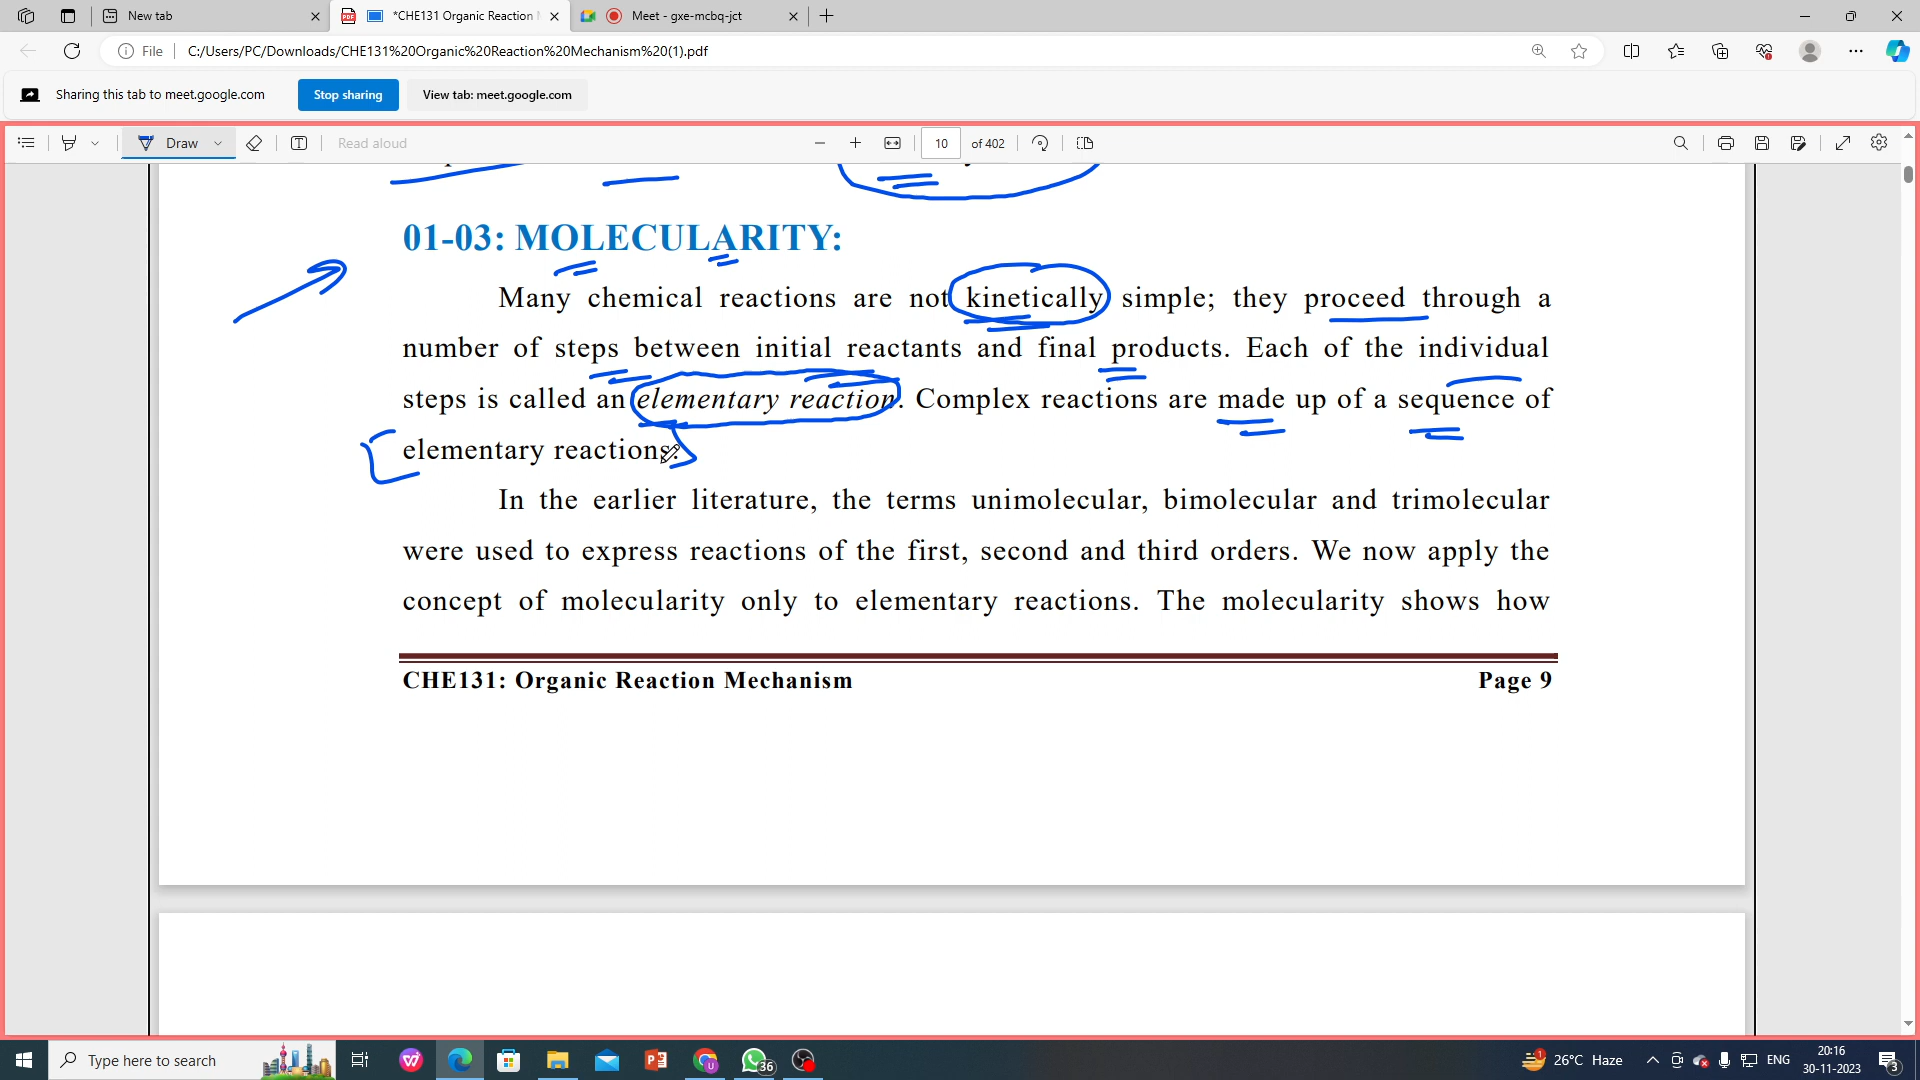 New tab
*CHE131 Organic Reaction
Meet - gxe-mcbq-jct
File
C:/Users/PC/Downloads/CHE131%20Organic%20Reaction%20Mechanism%20(1).pdf
Sharing this tab to meet.google.com
Stop sharing
View tab: meet.google.com
Draw
Read aloud
10 of 402
01-03: MOLECULARITY:
Many chemical reactions are not kinetically simple; they proceed through a
number of steps between initial reactants and final products. Each of the individual
steps is called an elementary reaction. Complex reactions are made up of a sequence of
elementary reactions.
In the earlier literature, the terms unimolecular, bimolecular and trimolecular
were used to express reactions of the first, second and third orders. We now apply the
concept of molecularity only to elementary reactions. The molecularity shows how
CHE131: Organic Reaction Mechanism Page 9
Type here to search
36
26°C Haze
ENG
20:16
30-11-2023
3